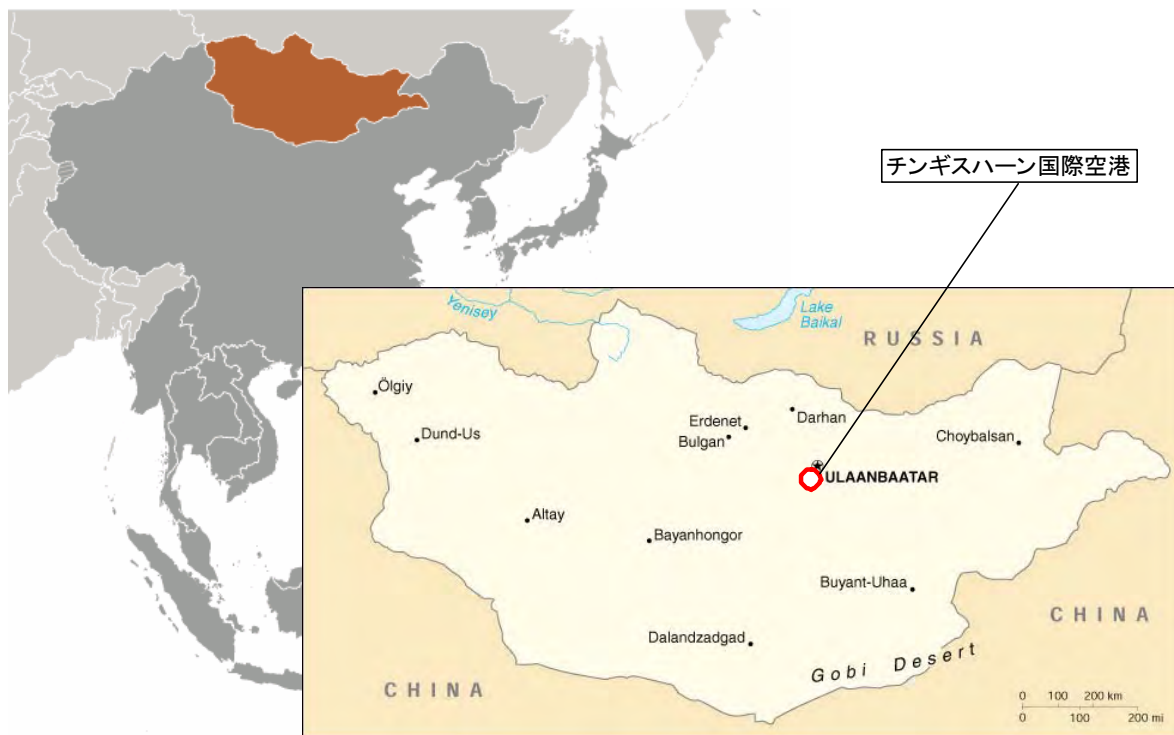 チンギスハーン国際空港
Yenisey
Lake
Baikal
RUSSIA
Ölgiy
Dund-Us
Erdenet
Bulgan
Darhan
Choybalsan
ULAANBAATAR
Altay
Bayanhongor
Buyant-Uhaa
Dalandzadgad
Gobi Desert
CHINA
CHINA
0 100 200 km
0 100 200 mi